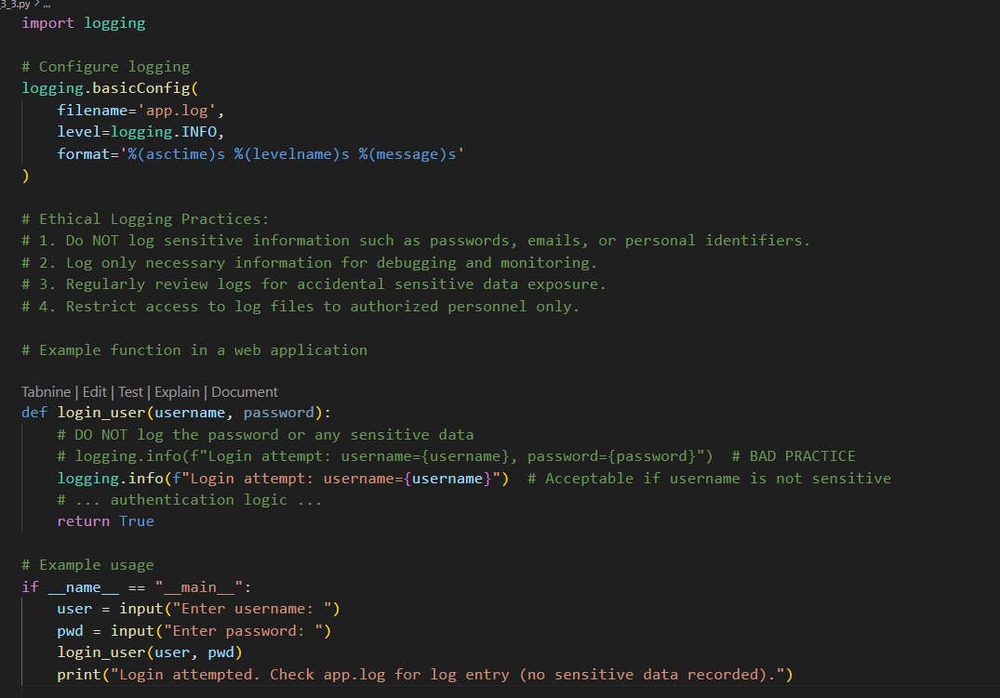 _3_3.py > ...
import logging

# Configure logging
logging.basicConfig(
    filename='app.log',
    level=logging.INFO,
    format='%(asctime)s %(levelname)s %(message)s'
)

# Ethical Logging Practices:
# 1. Do NOT log sensitive information such as passwords, emails, or personal identifiers.
# 2. Log only necessary information for debugging and monitoring.
# 3. Regularly review logs for accidental sensitive data exposure.
# 4. Restrict access to log files to authorized personnel only.

# Example function in a web application

Tabnine | Edit | Test | Explain | Document
def login_user(username, password):
    # DO NOT log the password or any sensitive data
    # logging.info(f"Login attempt: username={username}, password={password}")  # BAD PRACTICE
    logging.info(f"Login attempt: username={username}")  # Acceptable if username is not sensitive
    # ... authentication logic ...
    return True

# Example usage
if __name__ == "__main__":
    user = input("Enter username: ")
    pwd = input("Enter password: ")
    login_user(user, pwd)
    print("Login attempted. Check app.log for log entry (no sensitive data recorded).")